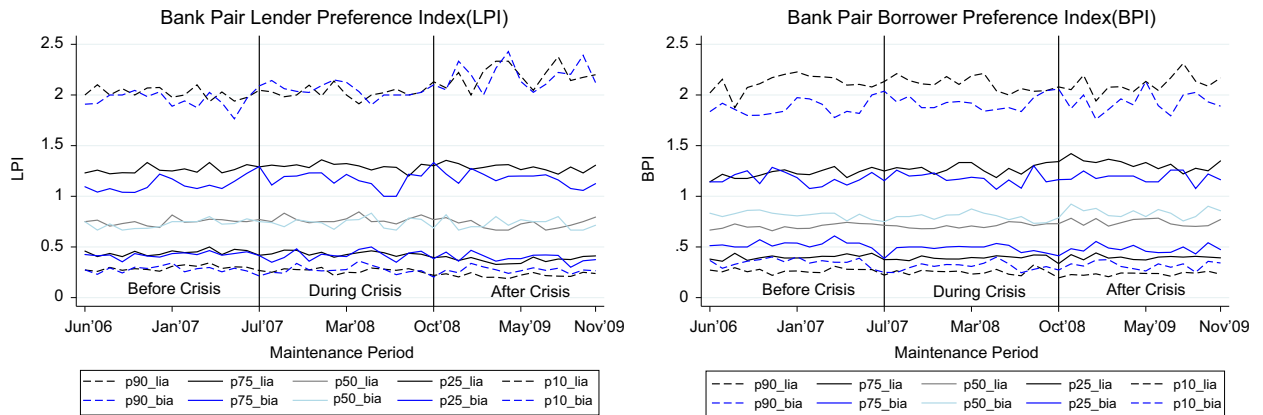 Bank Pair Lender Preference Index(LPI)
2.5
2
1.5
1
0.5
0
LPI
Before Crisis
During Crisis
After Crisis
Jun'06
Jan'07
Jul'07
Mar'08
Oct'08
May'09
Nov'09
Maintenance Period
p90_lia p75_lia p50_lia p25_lia p10_lia
p90_bia p75_bia p50_bia p25_bia p10_bia
Bank Pair Borrower Preference Index(BPI)
2.5
2
1.5
1
0.5
0
BPI
Before Crisis
During Crisis
After Crisis
Jun'06
Jan'07
Jul'07
Mar'08
Oct'08
May'09
Nov'09
Maintenance Period
p90_lia p75_lia p50_lia p25_lia p10_lia
p90_bia p75_bia p50_bia p25_bia p10_bia